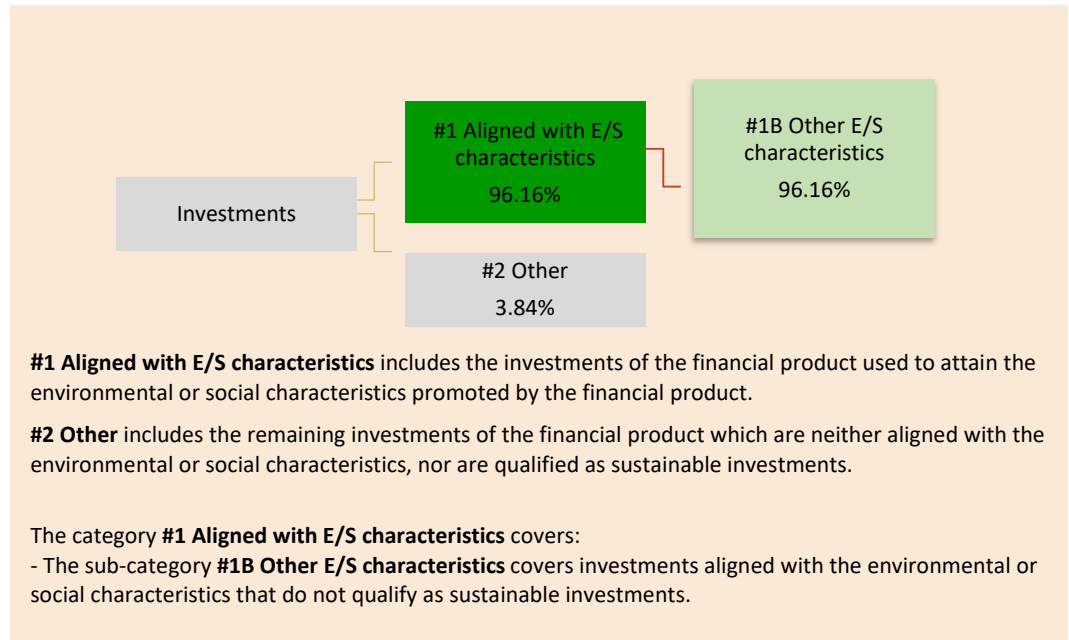 #1 Aligned with E/S
characteristics
96.16%
#1B Other E/S
characteristics
96.16%
Investments
#2 Other
3.84%
#1 Aligned with E/S characteristics includes the investments of the financial product used to attain the
environmental or social characteristics promoted by the financial product.
#2 Other includes the remaining investments of the financial product which are neither aligned with the
environmental or social characteristics, nor are qualified as sustainable investments.
The category #1 Aligned with E/S characteristics covers:
- The sub-category #1B Other E/S characteristics covers investments aligned with the environmental or
social characteristics that do not qualify as sustainable investments.